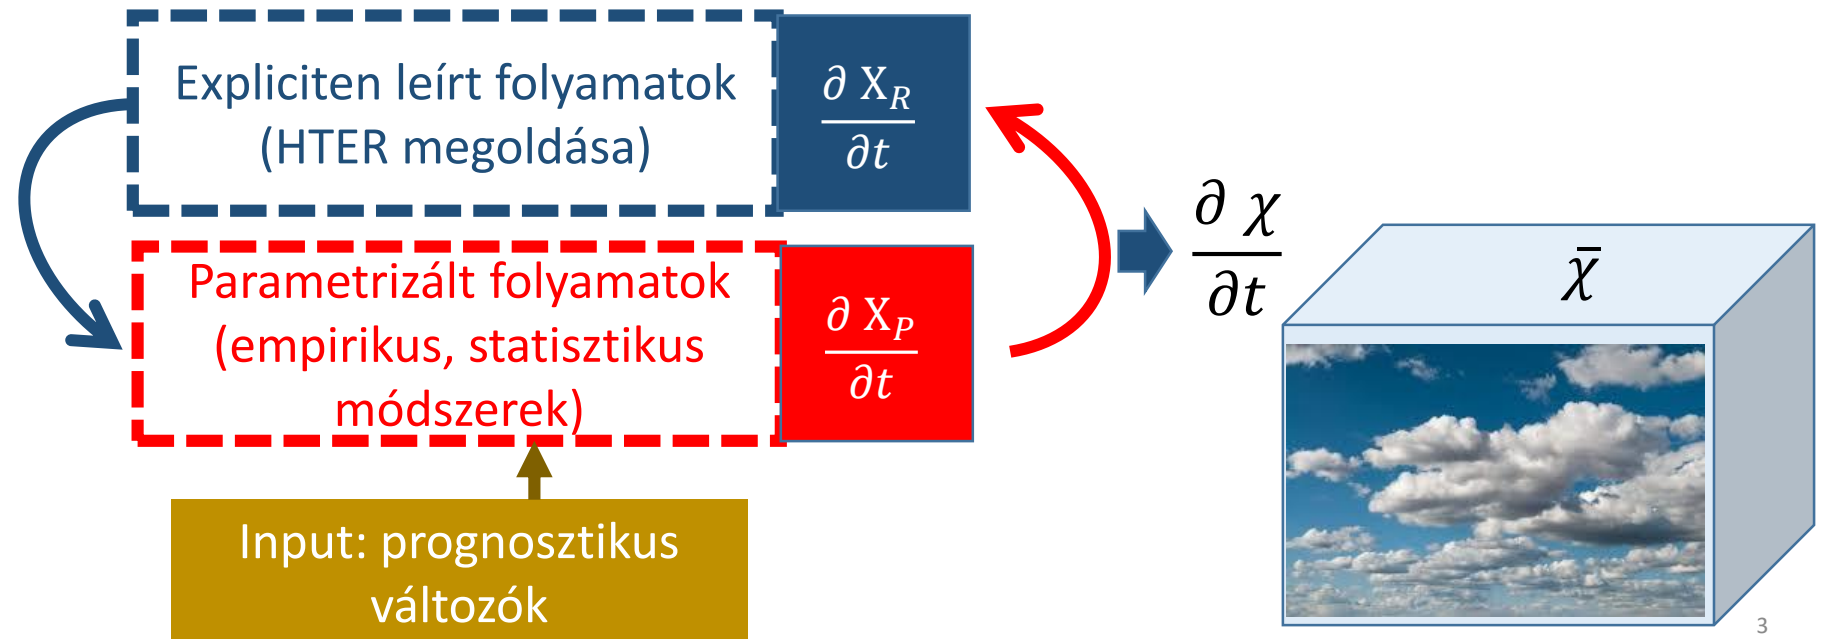 Expliciten leírt folyamatok
(HTER megoldása)
∂ X_R
∂t
Parametrizált folyamatok
(empirikus, statisztikus
módszerek)
∂ X_P
∂t
Input: prognosztikus
változók
∂ χ
∂t
χ̄
3